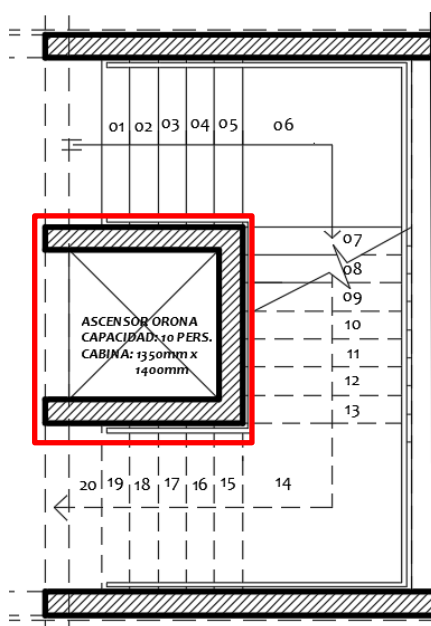 01 02 03 04 05 06
07
08
09
ASCENSOR ORONA
CAPACIDAD: 10 PERS.
CABINA: 1350mm x
1400mm
10
11
12
13
20 19 18 17 16 15 14